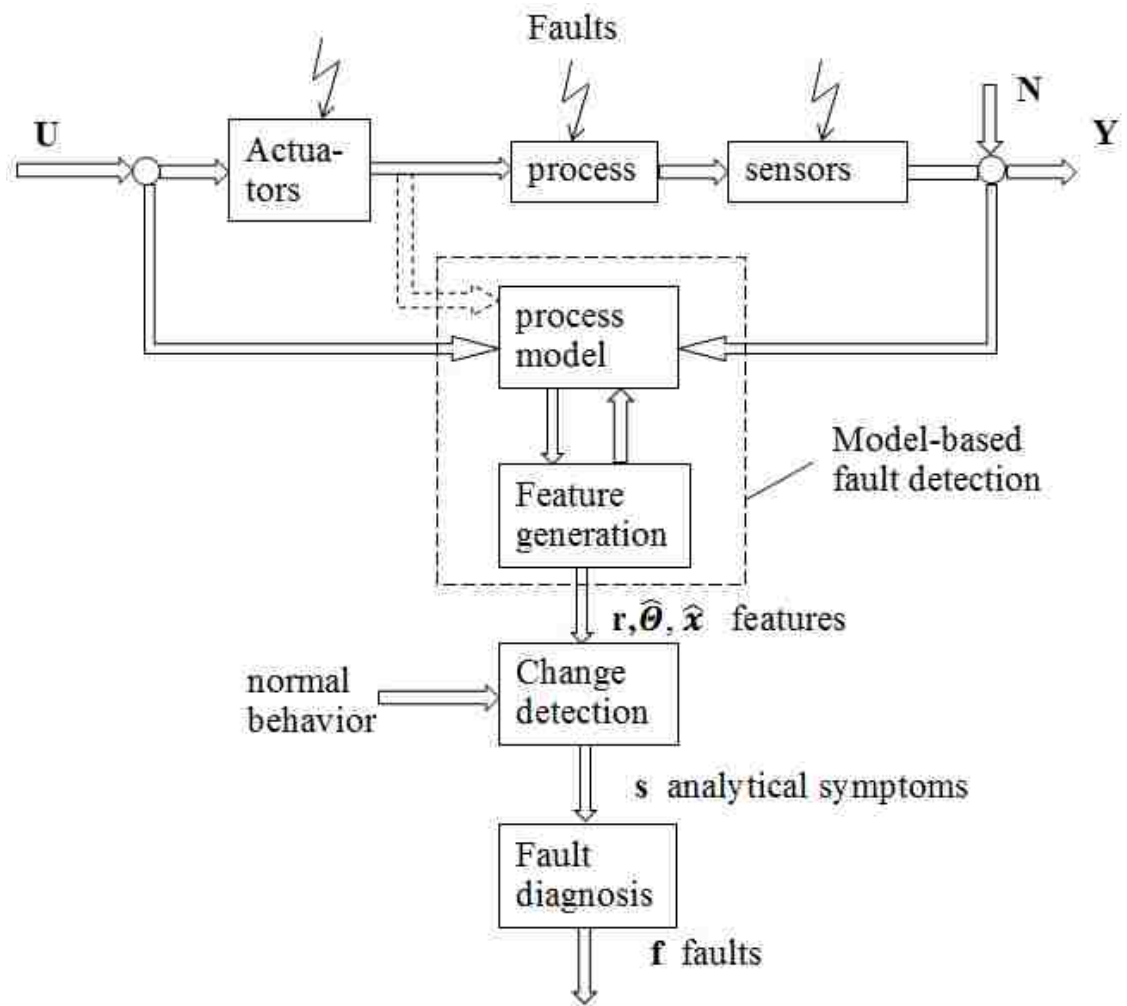 Faults
N
U
Y
Actua-
tors
process
sensors
process
model
Model-based
fault detection
Feature
generation
r, Θ̂, x̂ features
normal
behavior
Change
detection
s analytical symptoms
Fault
diagnosis
f faults